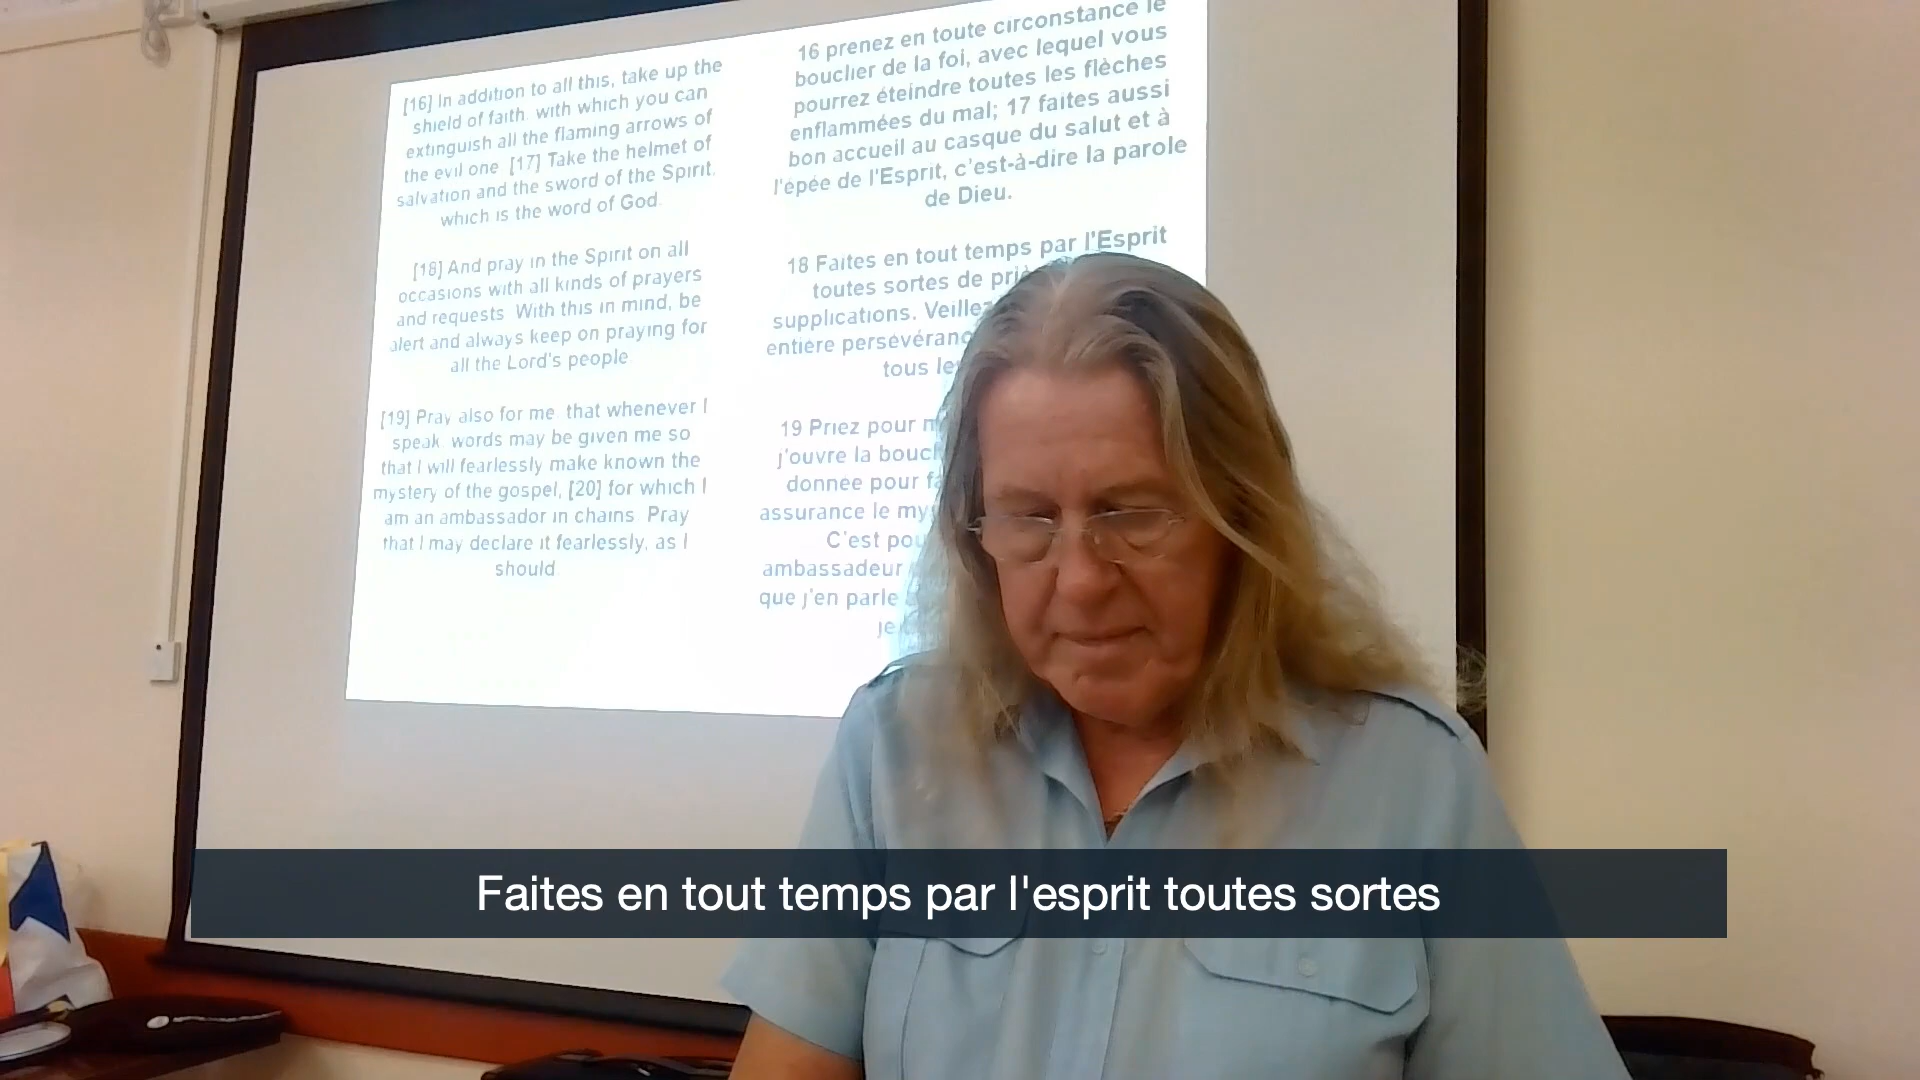 [16] In addition to all this, take up the
shield of faith, with which you can
extinguish all the flaming arrows of
the evil one. [17] Take the helmet of
salvation and the sword of the Spirit,
which is the word of God.
[18] And pray in the Spirit on all
occasions with all kinds of prayers
and requests. With this in mind, be
alert and always keep on praying for
all the Lord's people
[19] Pray also for me, that whenever I
speak, words may be given me so
that I will fearlessly make known the
mystery of the gospel, [20] for which I
am an ambassador in chains. Pray
that I may declare it fearlessly, as I
should
16 prenez en toute circonstance le
bouclier de la foi, avec lequel vous
pourrez éteindre toutes les flèches
enflammées du mal; 17 faites aussi
bon accueil au casque du salut et à
l'épée de l'Esprit, c'est-à-dire la parole
de Dieu.
18 Faites en tout temps par l'Esprit
toutes sortes de
supplications. Veillez
entière
tous
19 Priez pour
j'ouvre la
donnée pour
assurance le
C'est
ambassadeur
que j'en parle
je
Faites en tout temps par l'esprit toutes sortes